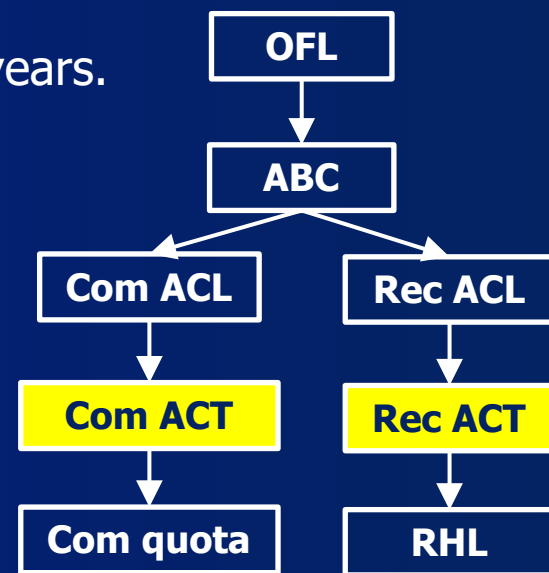 years.
OFL
ABC
Com ACL
Rec ACL
Com ACT
Rec ACT
Com quota
RHL